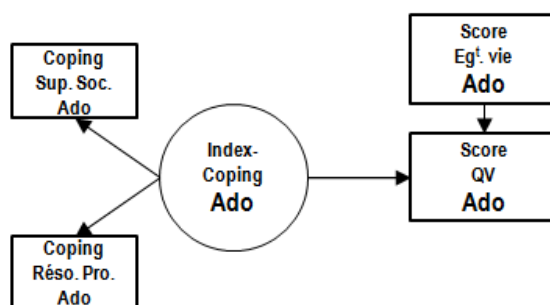 Coping
Sup. Soc.
Ado
Score
Egᵗ. vie
Ado
Index-
Coping
Ado
Score
QV
Ado
Coping
Réso. Pro.
Ado